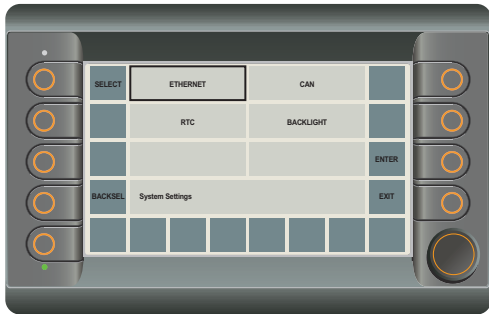 SELECT ETHERNET CAN
RTC BACKLIGHT
ENTER
BACKSEL System Settings EXIT